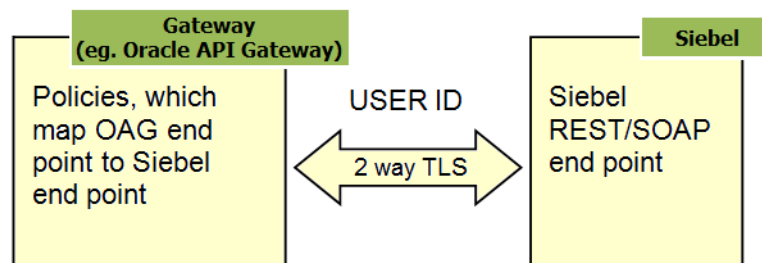 Gateway
(eg. Oracle API Gateway)
Siebel
Policies, which
map OAG end
point to Siebel
end point
USER ID
2 way TLS
Siebel
REST/SOAP
end point